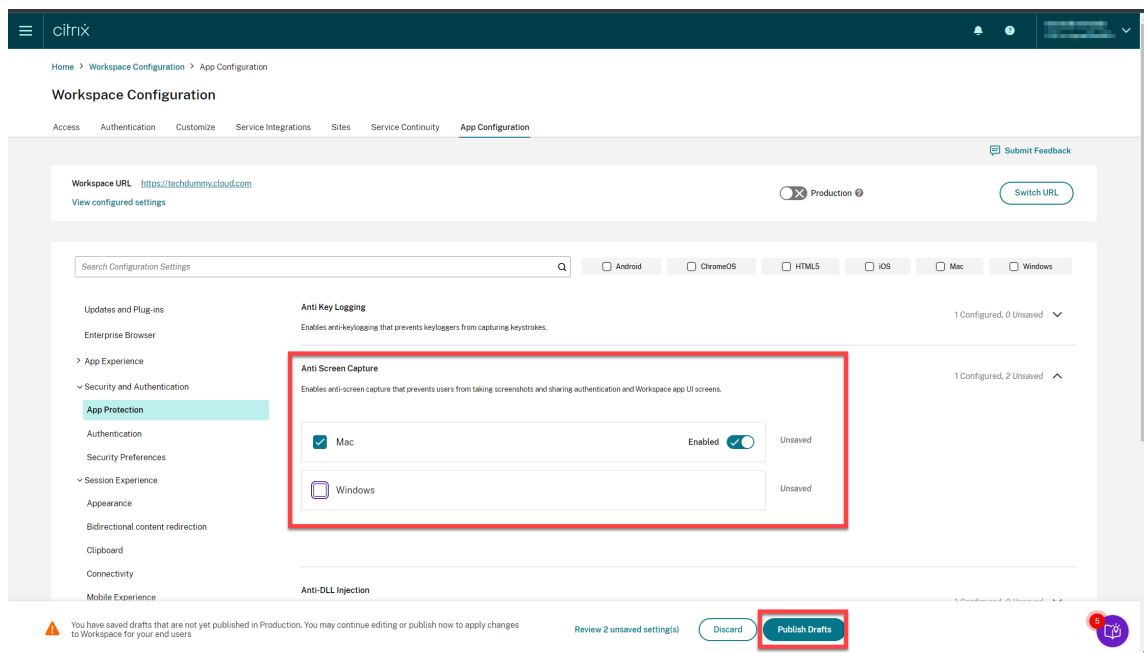 citrix
Home > Workspace Configuration > App Configuration
Workspace Configuration
Access Authentication Customize Service Integrations Sites Service Continuity App Configuration
Submit Feedback
Workspace URL https://techdummy.cloud.com
View configured settings
Production
Switch URL
Search Configuration Settings
Android ChromeOS HTML5 iOS Mac Windows
Updates and Plug-ins
Enterprise Browser
App Experience
Security and Authentication
App Protection
Authentication
Security Preferences
Session Experience
Appearance
Bidirectional content redirection
Clipboard
Connectivity
Mobile Experience
Anti Key Logging
1 Configured, 0 Unsaved
Enables anti-keylogging that prevents keyloggers from capturing keystrokes.
Anti Screen Capture
1 Configured, 2 Unsaved
Enables anti-screen capture that prevents users from taking screenshots and sharing authentication and Workspace app UI screens.
Mac Enabled Unsaved
Windows Unsaved
Anti-DLL Injection
You have saved drafts that are not yet published in Production. You may continue editing or publish now to apply changes
to Workspace for your end users
Review 2 unsaved setting(s) Discard Publish Drafts
5